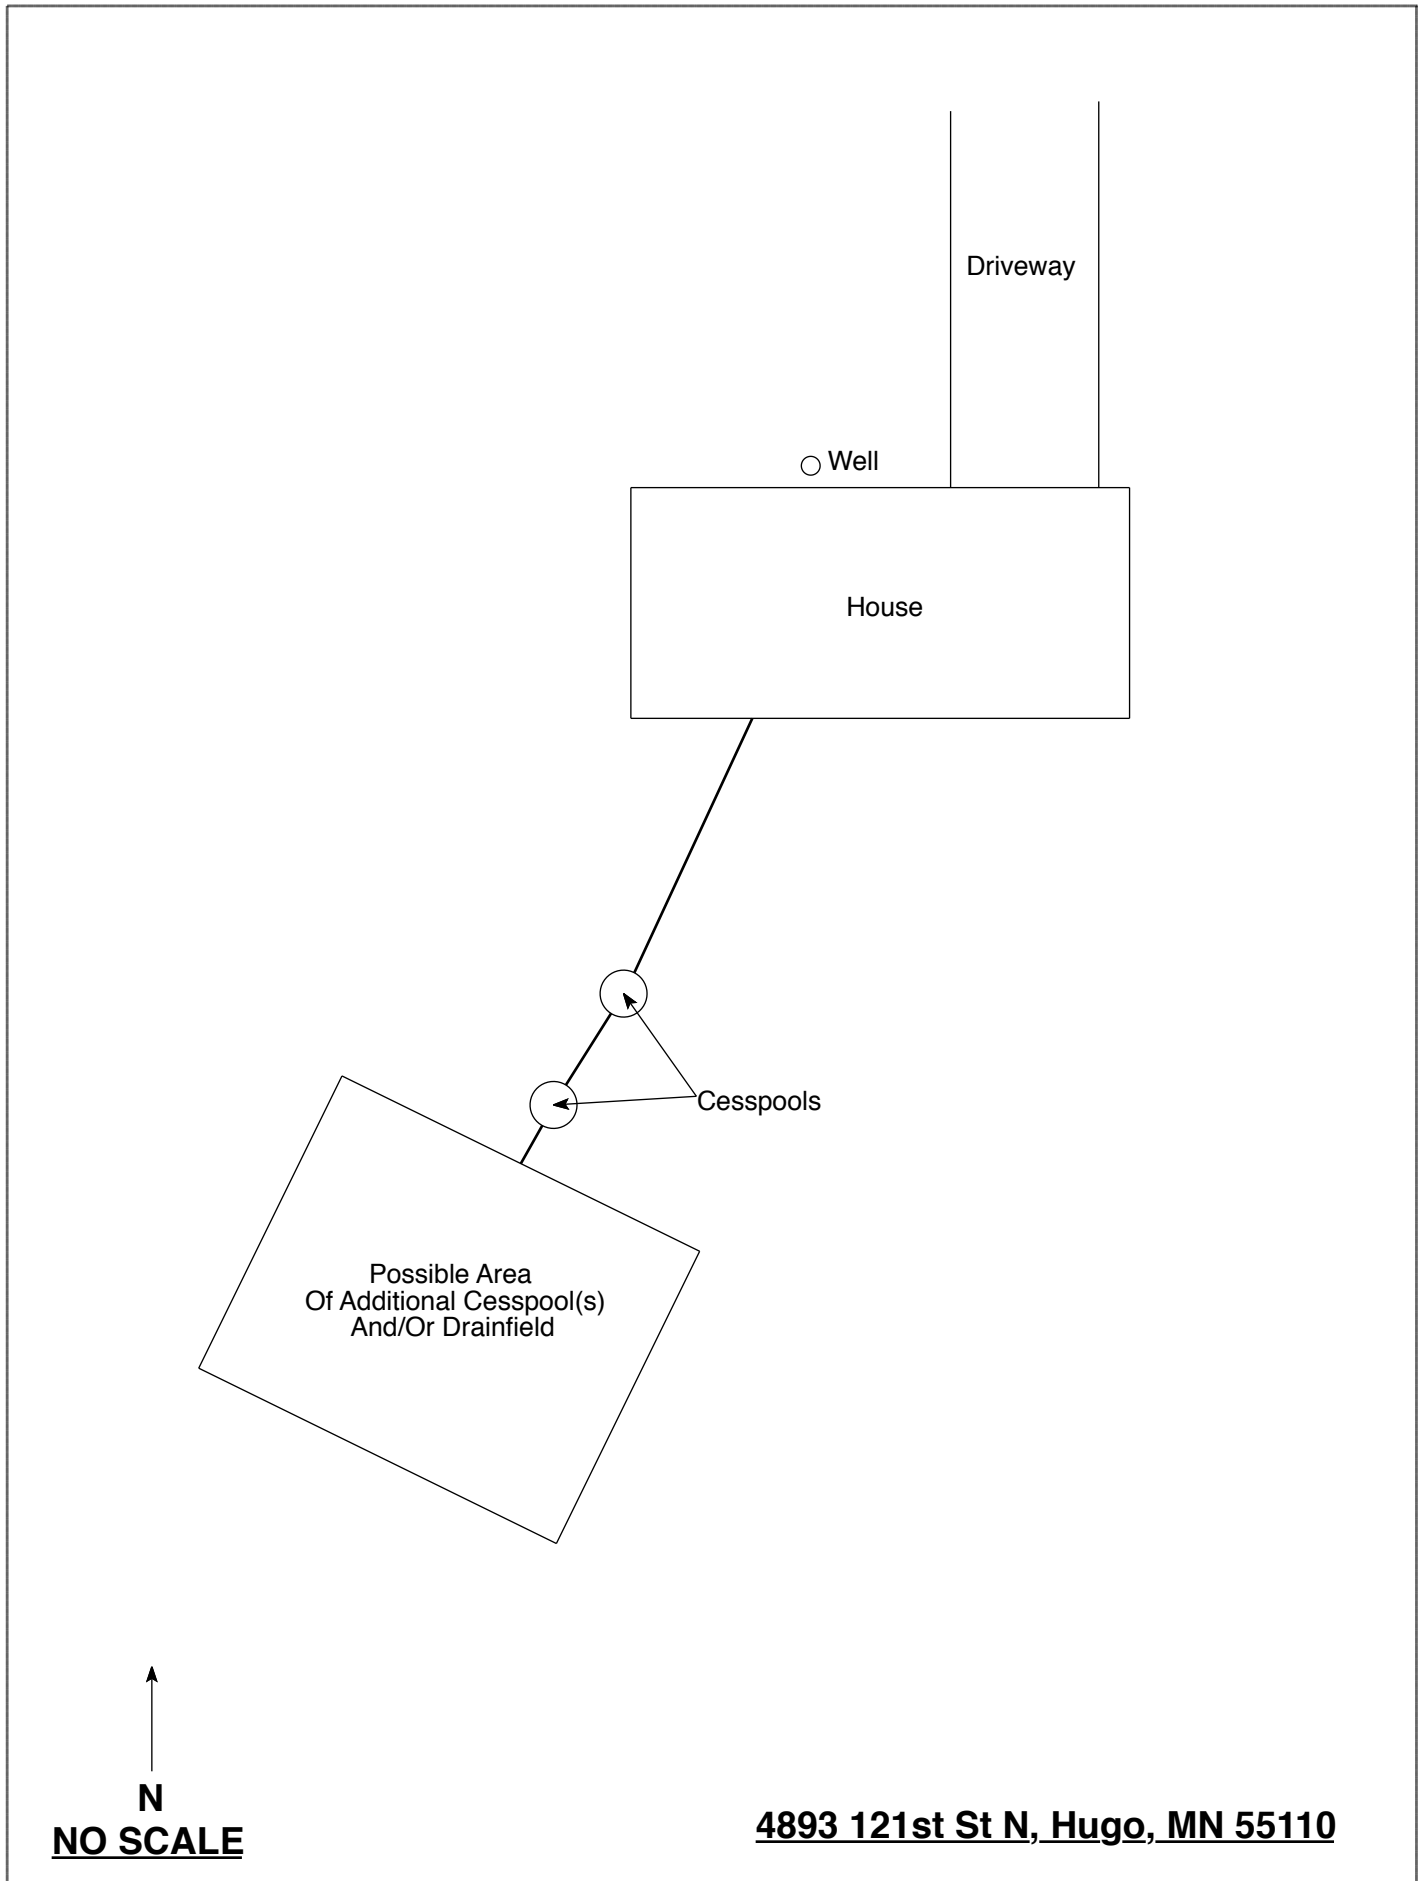 Driveway
Well
House
Cesspools
Possible Area
Of Additional Cesspool(s)
And/Or Drainfield
N
NO SCALE
4893 121st St N, Hugo, MN 55110